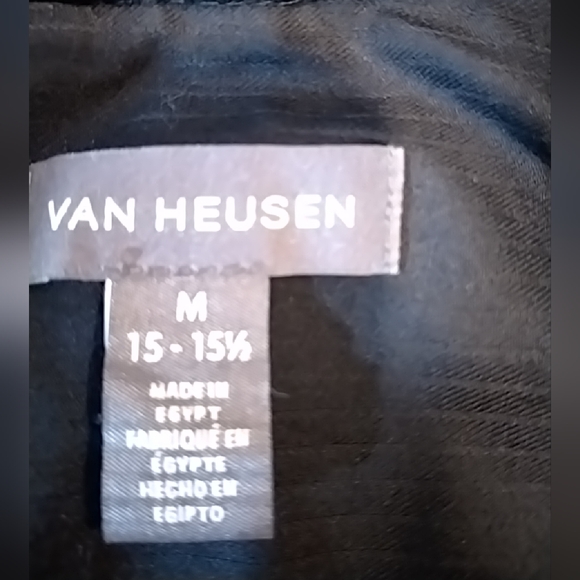 VAN HEUSEN
M
15 - 15½
MADE IN
EGYPT
FABRIQUÉ EN
ÉGYPTE
HECHO EN
EGIPTO